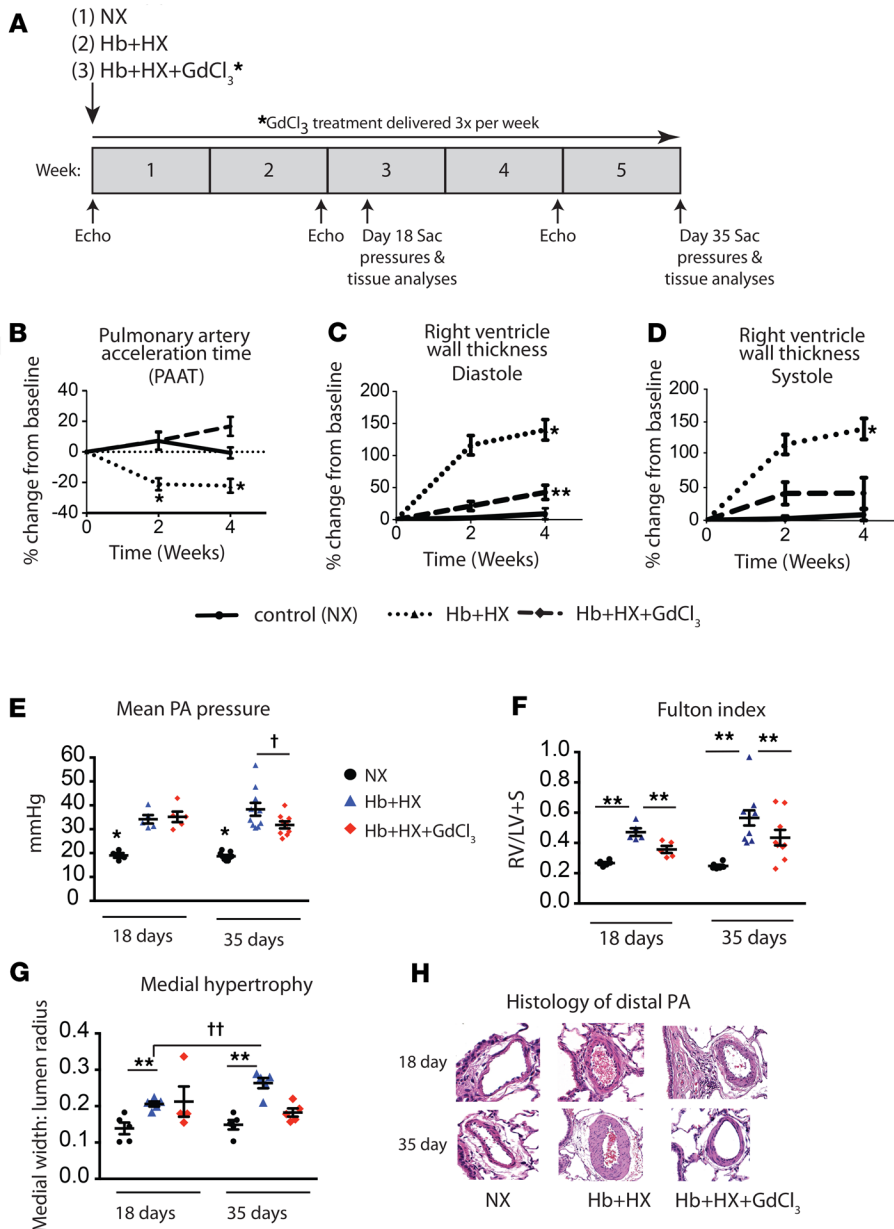 A
(1) NX
(2) Hb+HX
(3) Hb+HX+GdCl3*
*GdCl3 treatment delivered 3x per week
Week: 1 2 3 4 5
Echo Echo Day 18 Sac Echo Day 35 Sac
pressures & pressures &
tissue analyses tissue analyses
B
Pulmonary artery
acceleration time
(PAAT)
% change from baseline
40
20
0
-20
-40
* *
0 2 4
Time (Weeks)
C
Right ventricle
wall thickness
Diastole
% change from baseline
200
150
100
50
0
*
**
0 2 4
Time (Weeks)
D
Right ventricle
wall thickness
Systole
% change from baseline
200
150
100
50
0
*
0 2 4
Time (Weeks)
control (NX) Hb+HX Hb+HX+GdCl3
E
Mean PA pressure
mmHg
60
50
40
30
20
10
0
* * †
18 days 35 days
NX
Hb+HX
Hb+HX+GdCl3
F
Fulton index
RV/LV+S
1.0
0.8
0.6
0.4
0.2
0.0
** ** ** **
18 days 35 days
G
Medial hypertrophy
Medial width: lumen radius
0.4
0.3
0.2
0.1
0.0
** †† **
18 days 35 days
H
Histology of distal PA
18 day
35 day
NX Hb+HX Hb+HX+GdCl3